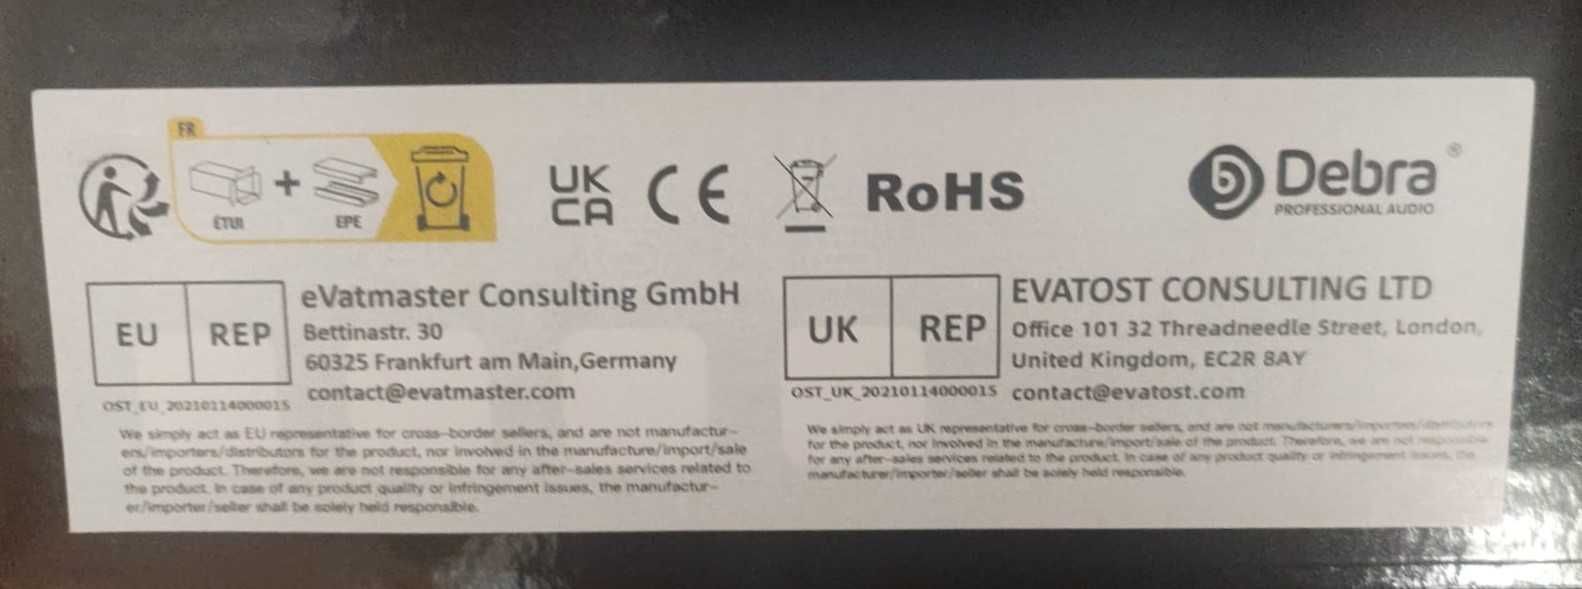 FR
ÉTUI
+
EPE
UK
CA
CE
RoHS
Debra®
PROFESSIONAL AUDIO
EU REP
eVatmaster Consulting GmbH
Bettinastr. 30
60325 Frankfurt am Main,Germany
contact@evatmaster.com
OST_EU_20210114000015
We simply act as EU representative for cross-border sellers, and are not manufactur-
ers/importers/distributors for the product, nor involved in the manufacture/import/sale
of the product. Therefore, we are not responsible for any after-sales services related to
the product. In case of any product quality or infringement issues, the manufactur-
er/importer/seller shall be solely held responsible.
UK REP
EVATOST CONSULTING LTD
Office 101 32 Threadneedle Street, London,
United Kingdom, EC2R 8AY
contact@evatost.com
OST_UK_20210114000015
We simply act as UK representative for cross-border sellers, and are not manufacturers/importers/distributors
for the product, nor involved in the manufacture/import/sale of the product. Therefore, we are not responsible
for any after-sales services related to the product. In case of any product quality or infringement issues, the
manufacturer/importer/seller shall be solely held responsible.